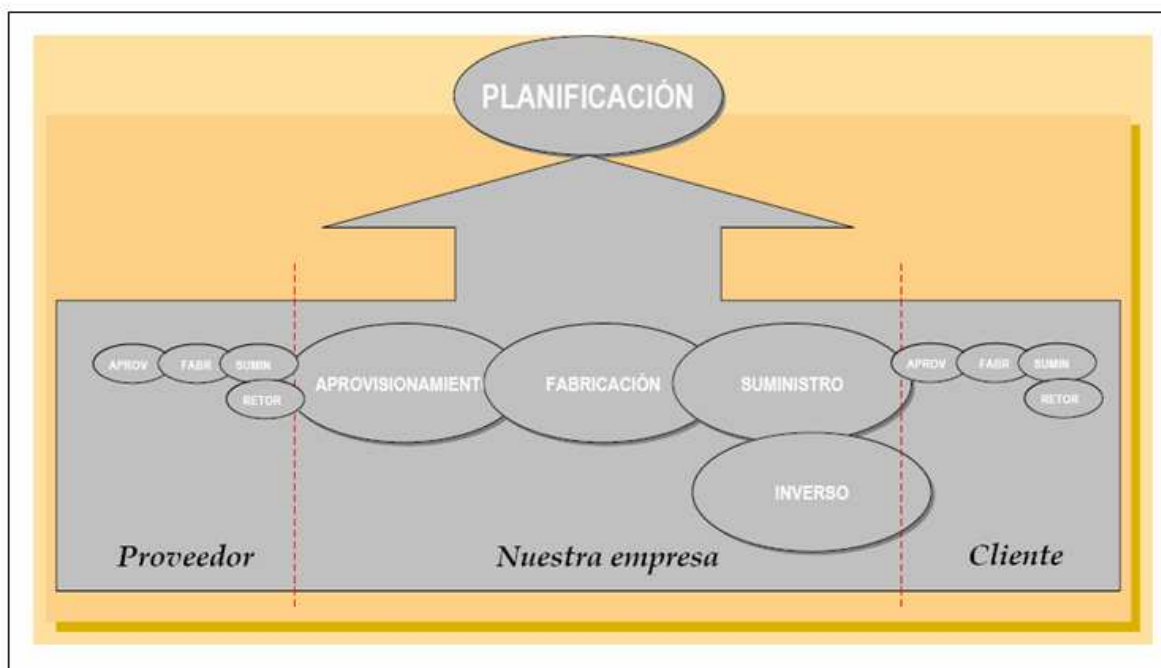 PLANIFICACIÓN
APROV FABR SUMIN
RETOR
APROVISIONAMIENT
FABRICACIÓN
SUMINISTRO
APROV FABR SUMIN
RETOR
INVERSO
Proveedor
Nuestra empresa
Cliente